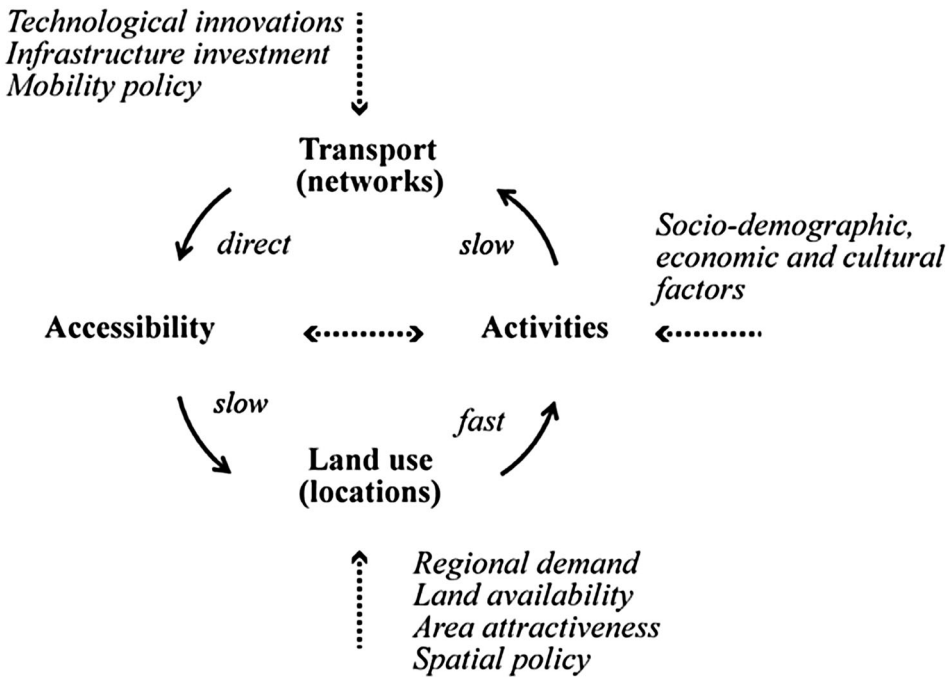 Technological innovations
Infrastructure investment
Mobility policy
Transport
(networks)
direct
slow
Socio-demographic,
economic and cultural
factors
Accessibility
Activities
slow
fast
Land use
(locations)
Regional demand
Land availability
Area attractiveness
Spatial policy